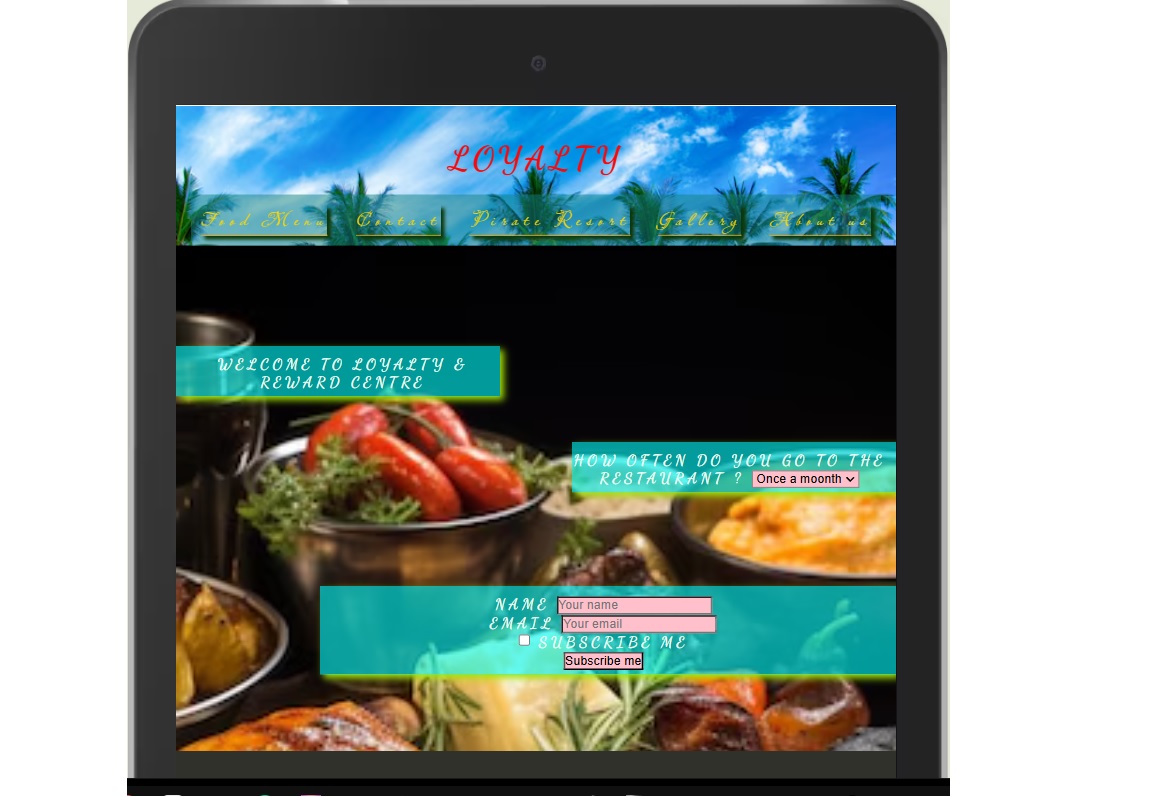 LOYALTY
Food Menu Contact Pirate Resort Gallery About us
WELCOME TO LOYALTY &
REWARD CENTRE
HOW OFTEN DO YOU GO TO THE
RESTAURANT ? Once a moonth
NAME Your name
EMAIL Your email
SUBSCRIBE ME
Subscribe me